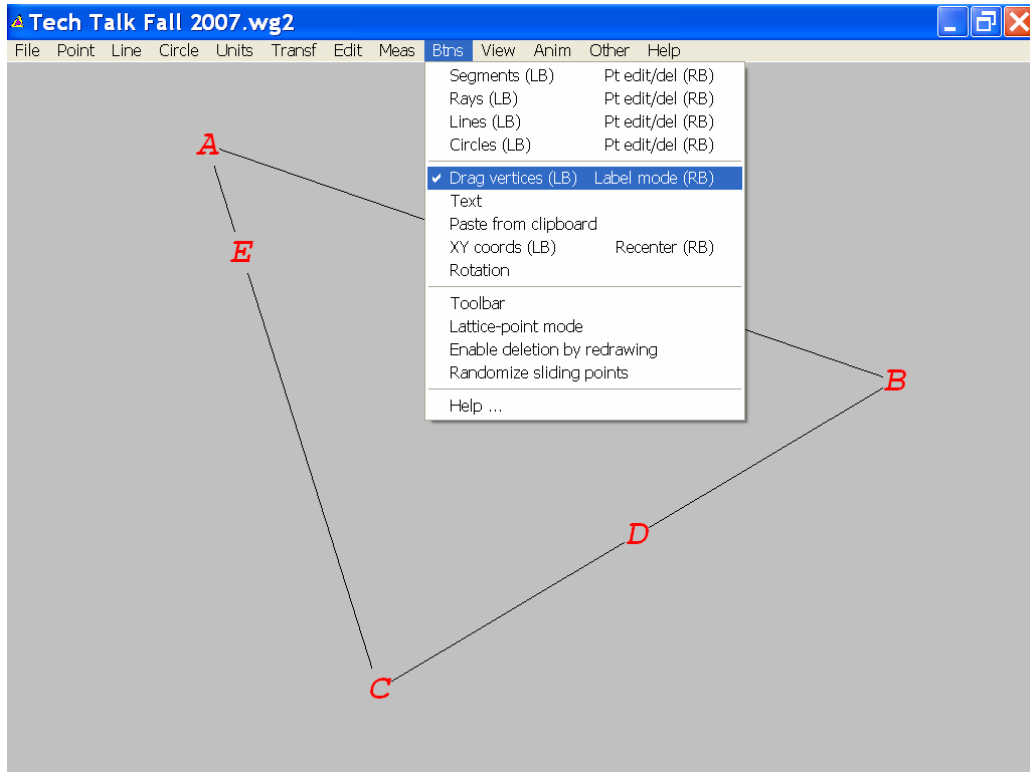 Tech Talk Fall 2007.wg2
File Point Line Circle Units Transf Edit Meas Btns View Anim Other Help
Segments (LB) Pt edit/del (RB)
Rays (LB) Pt edit/del (RB)
Lines (LB) Pt edit/del (RB)
Circles (LB) Pt edit/del (RB)
Drag vertices (LB) Label mode (RB)
Text
Paste from clipboard
XY coords (LB) Recenter (RB)
Rotation
Toolbar
Lattice-point mode
Enable deletion by redrawing
Randomize sliding points
Help ...
A
E
B
D
C